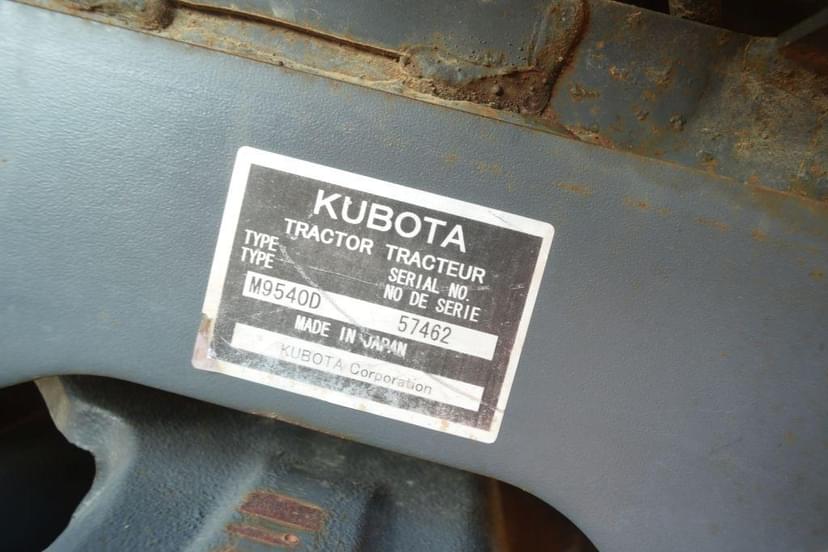 KUBOTA
TRACTOR TRACTEUR
TYPE SERIAL NO.
TYPE NO DE SERIE
M9540D 57462
MADE IN JAPAN
KUBOTA Corporation